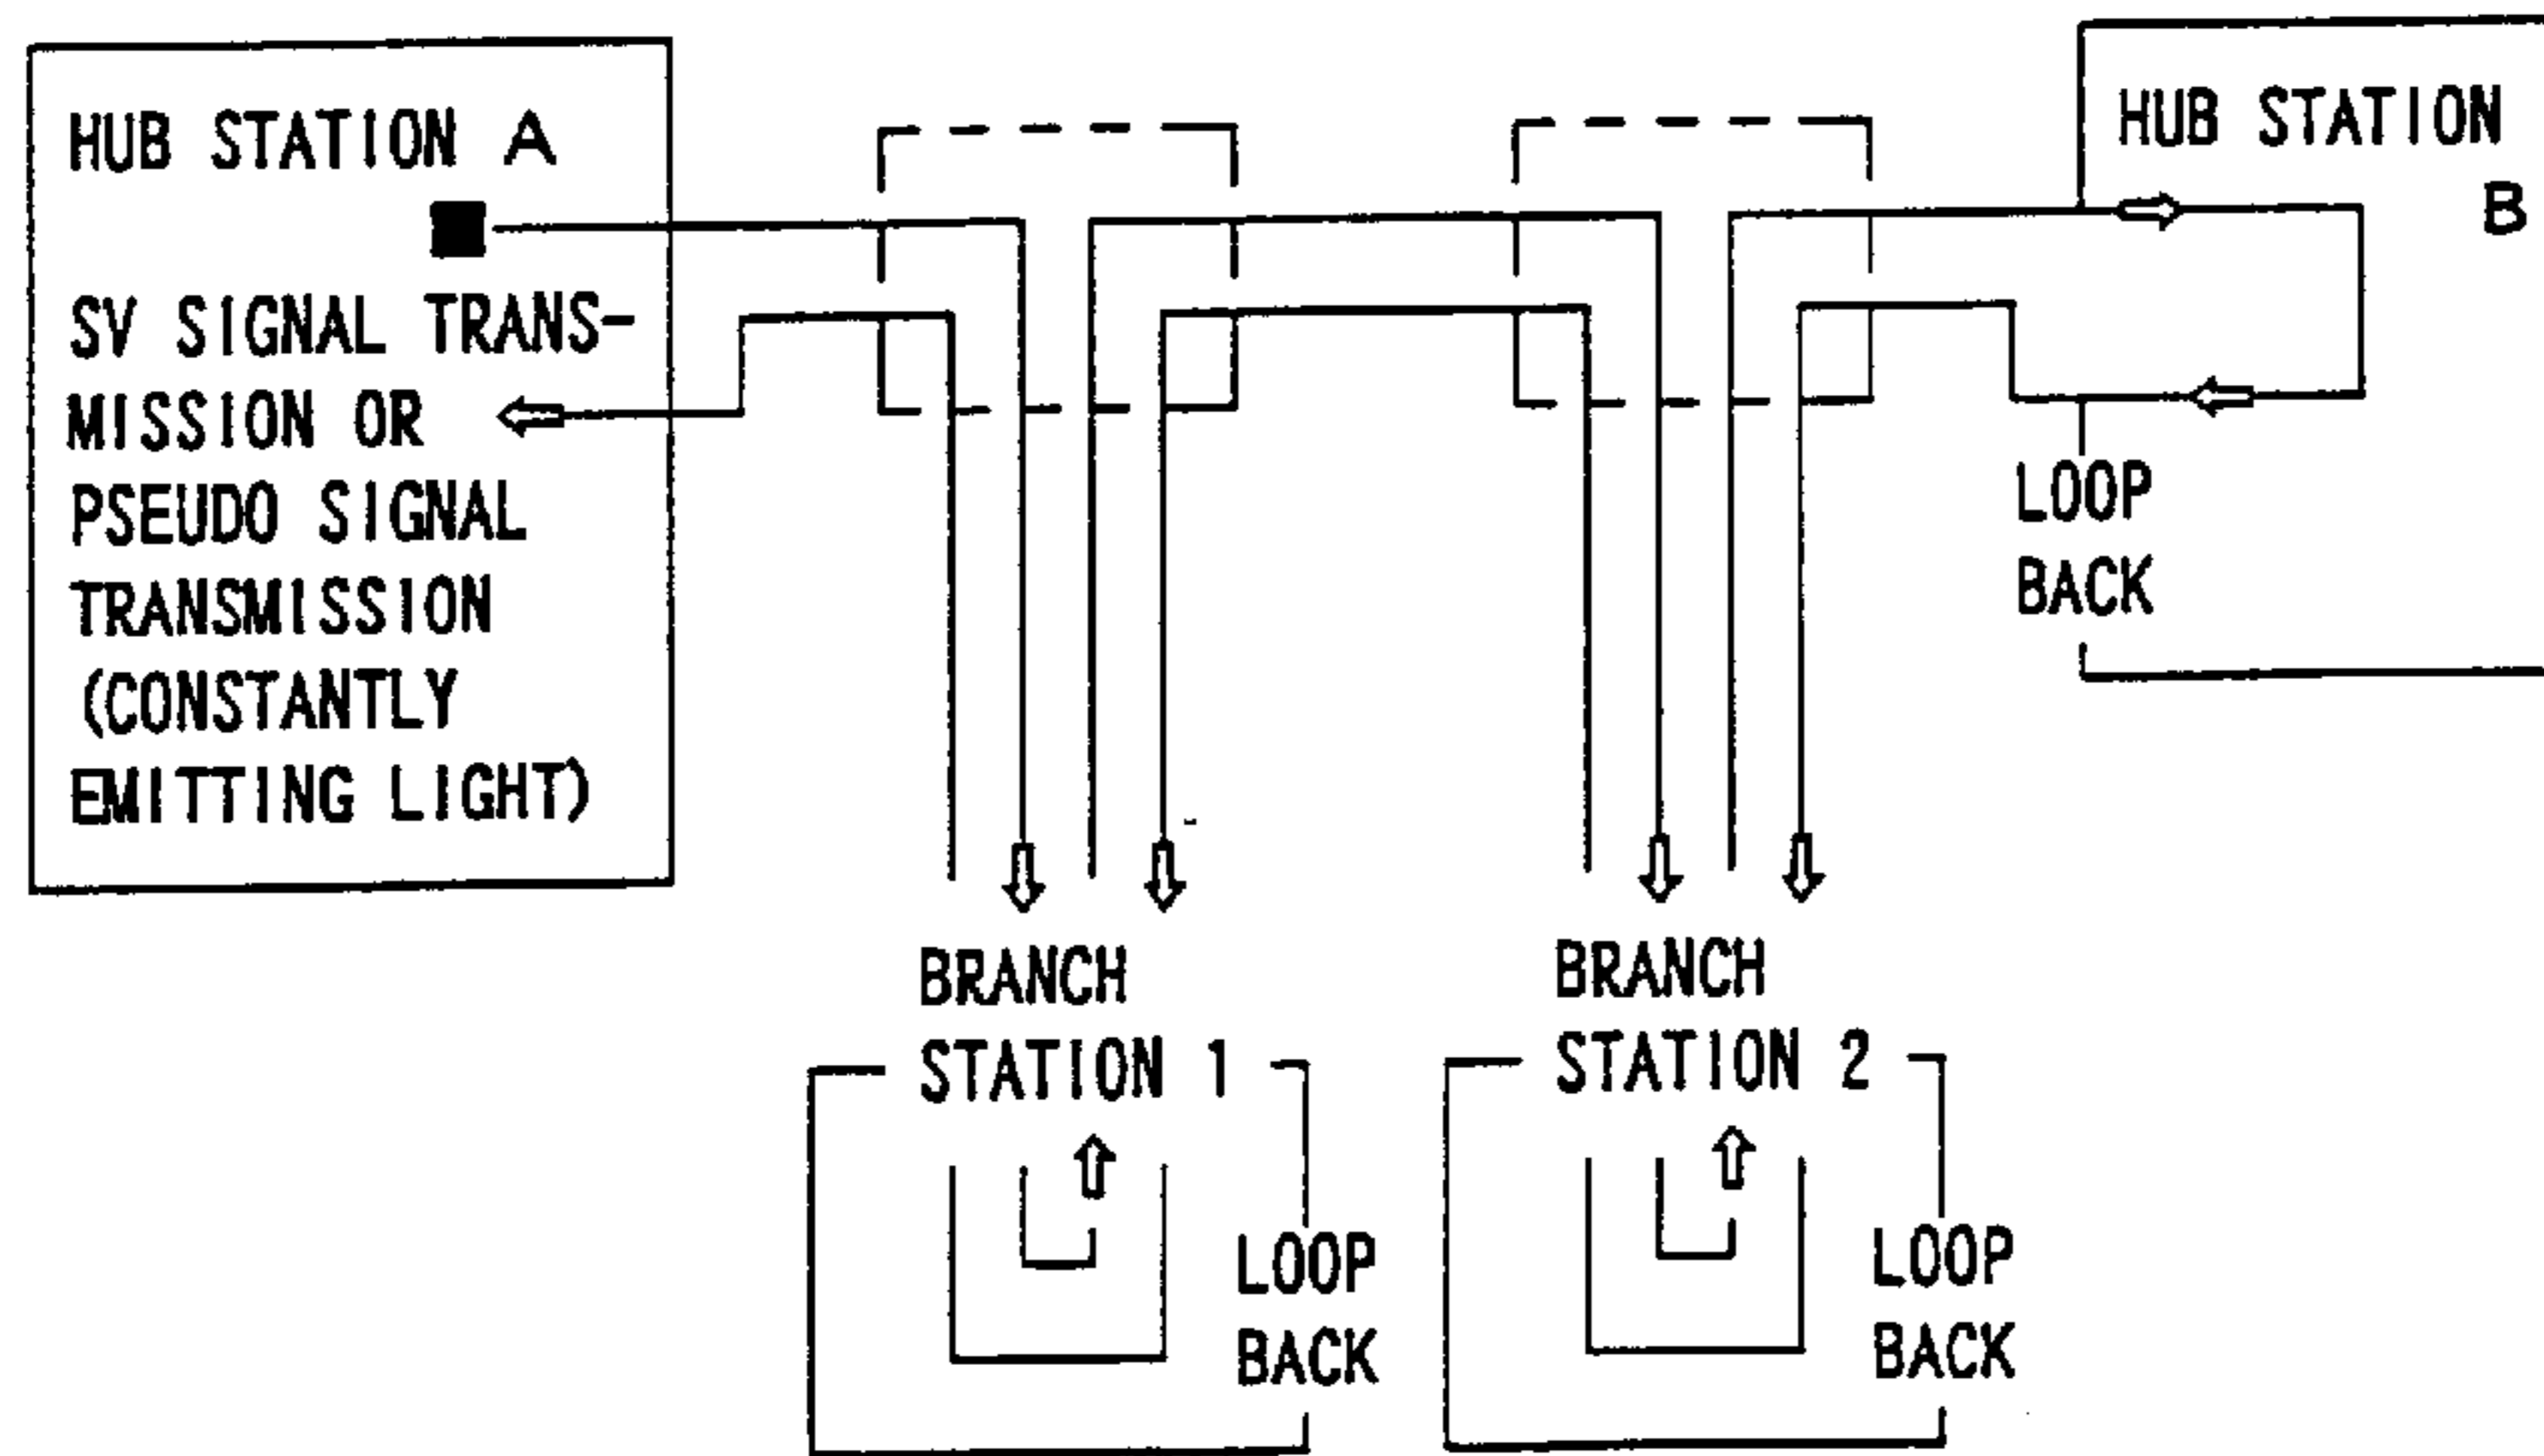 HUB STATION A
SV SIGNAL TRANS-
MISSION OR
PSEUDO SIGNAL
TRANSMISSION
(CONSTANTLY
EMITTING LIGHT)
HUB STATION
B
LOOP
BACK
BRANCH
STATION 1
LOOP
BACK
BRANCH
STATION 2
LOOP
BACK